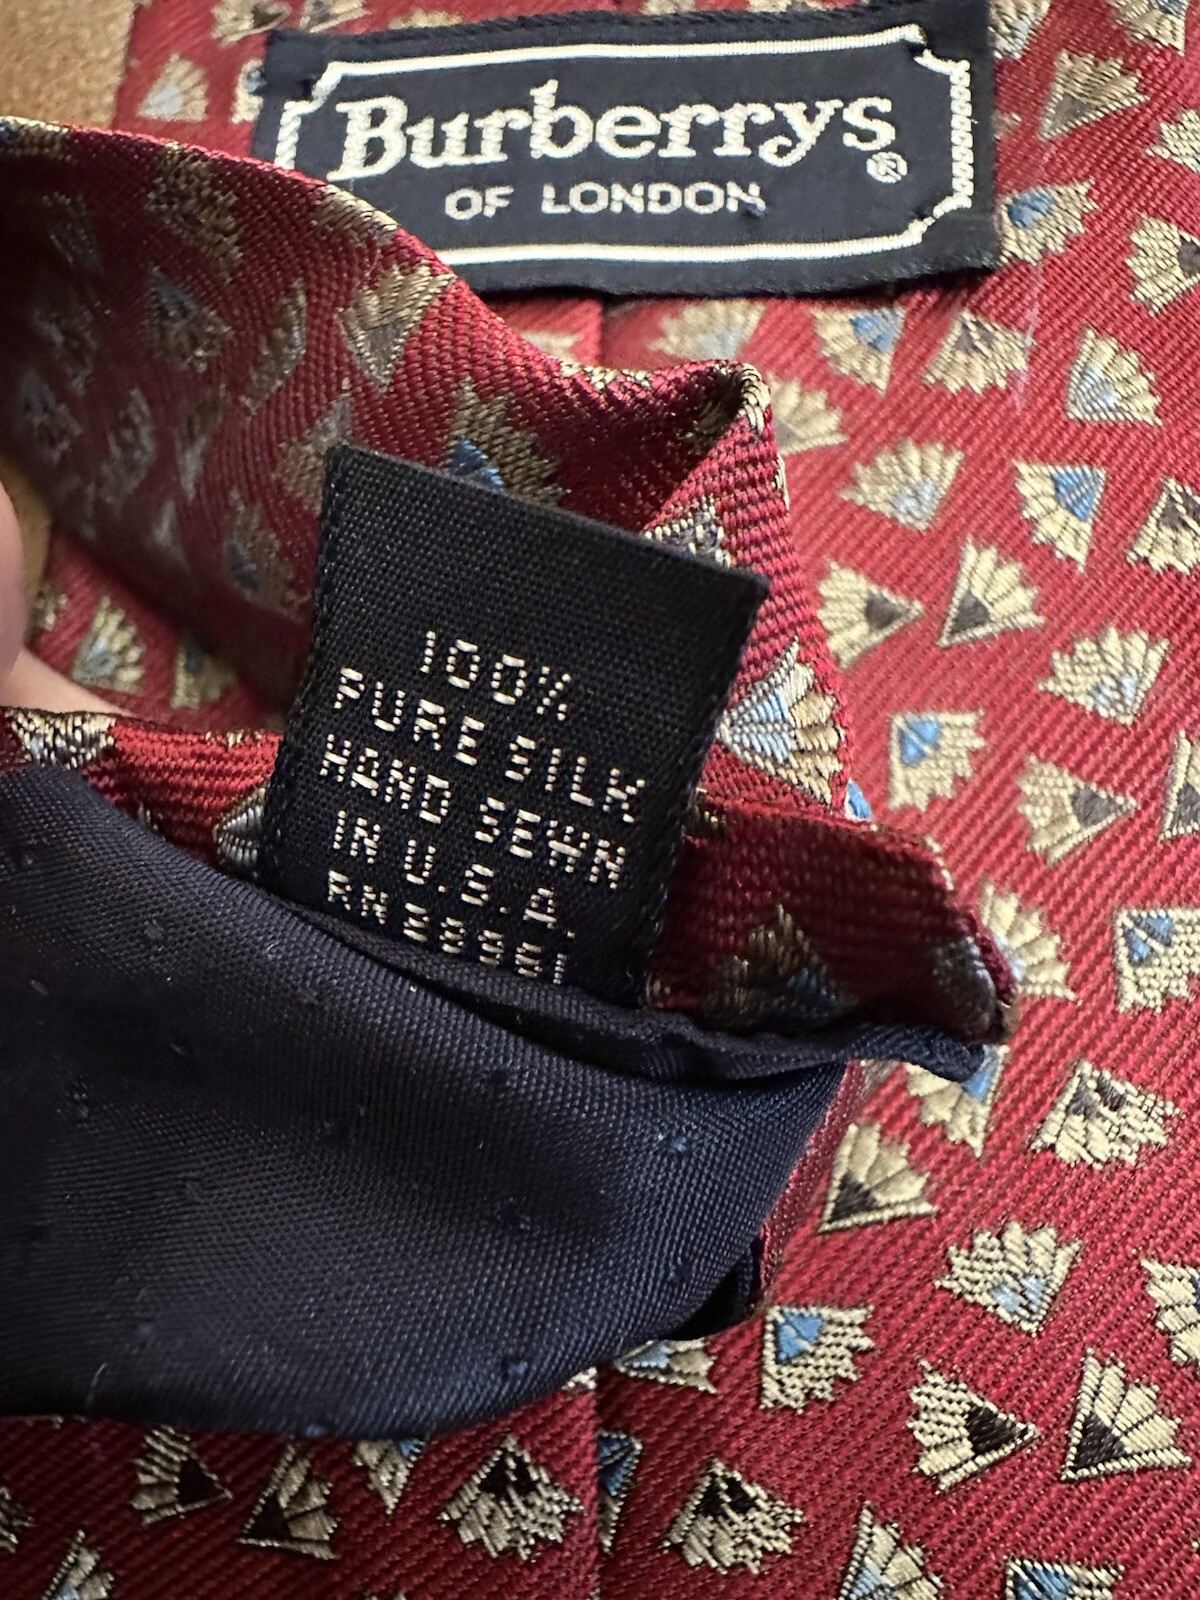 Burberrys®
OF LONDON
100%
PURE SILK
HAND SEWN
IN U.S.A.
RN